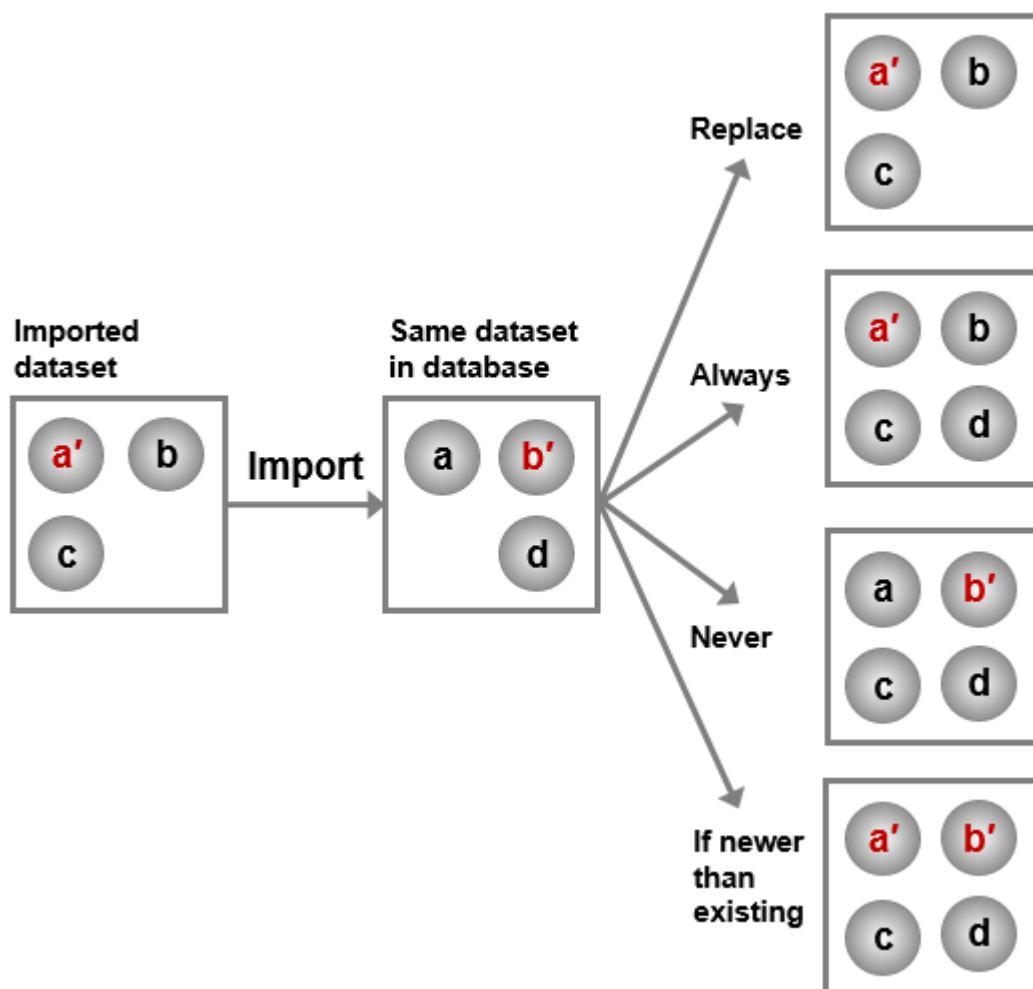 Imported
dataset
a′ b
c
Import
Same dataset
in database
a b′
d
Replace
a′ b
c
Always
a′ b
c d
Never
a b′
c d
If newer
than
existing
a′ b′
c d